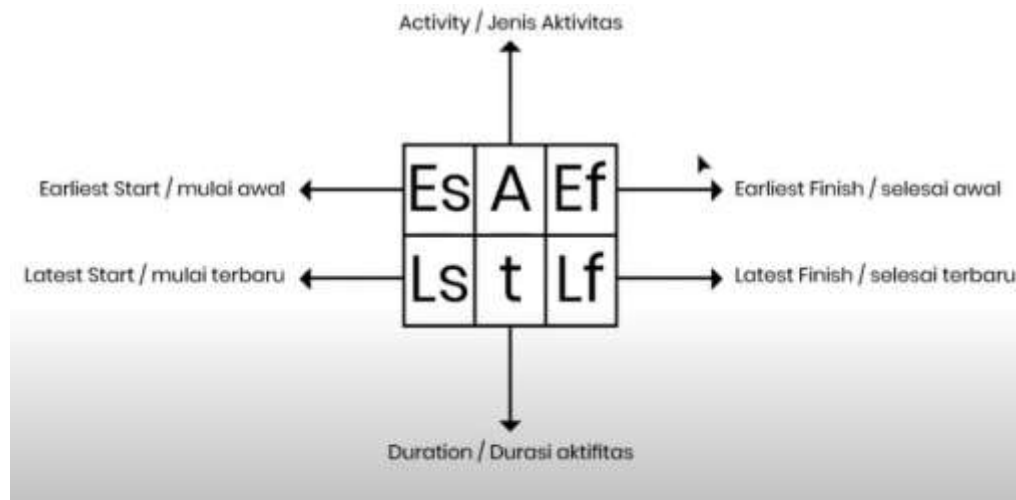 Activity / Jenis Aktivitas
Es A Ef
Earliest Start / mulai awal
Earliest Finish / selesai awal
Ls t Lf
Latest Start / mulai terbaru
Latest Finish / selesai terbaru
Duration / Durasi aktifitas